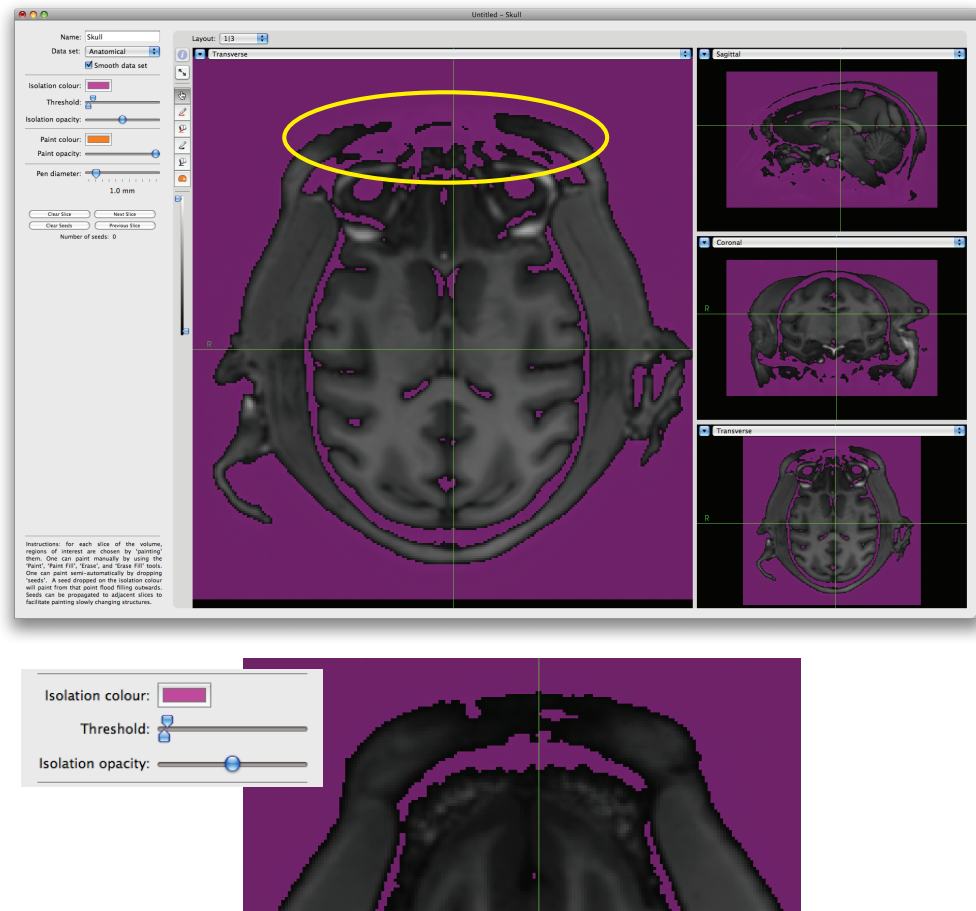 Untitled – Skull
Name: Skull
Data set: Anatomical
Smooth data set
Isolation colour:
Threshold:
Isolation opacity:
Paint colour:
Paint opacity:
Pen diameter:
1.0 mm
Clear Slice
Next Slice
Clear Seeds
Previous Slice
Number of seeds: 0
Instructions: for each slice of the volume,
regions of interest are chosen by 'painting'
them. One can paint manually by using the
'Paint', 'Paint Fill', 'Erase', and 'Erase Fill' tools.
One can paint semi-automatically by dropping
'seeds'. A seed dropped on the isolation colour
will paint from that point flood filling outwards.
Seeds can be propagated to adjacent slices to
facilitate painting slowly changing structures.
Layout: 1|3
Transverse
R
Sagittal
Coronal
R
Transverse
R
Isolation colour:
Threshold:
Isolation opacity: